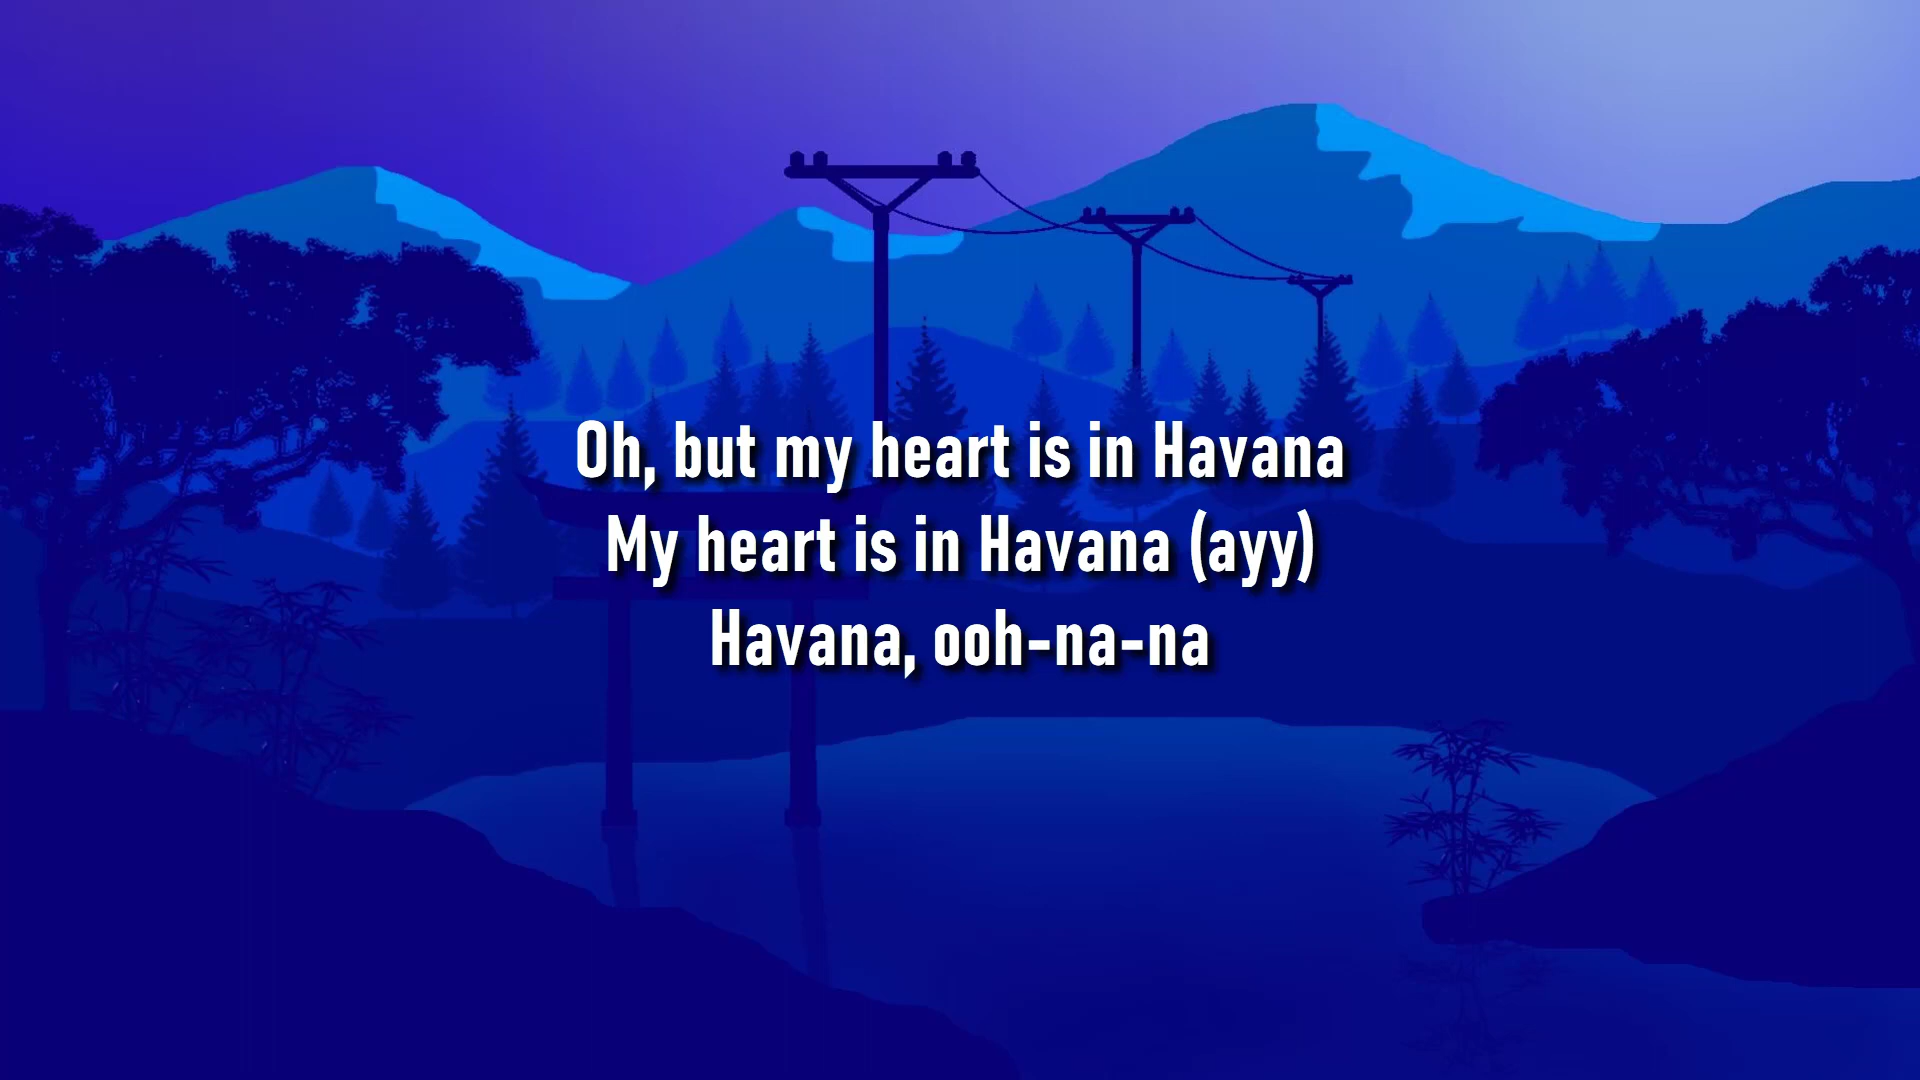 Oh, but my heart is in Havana
My heart is in Havana (ayy)
Havana, ooh-na-na